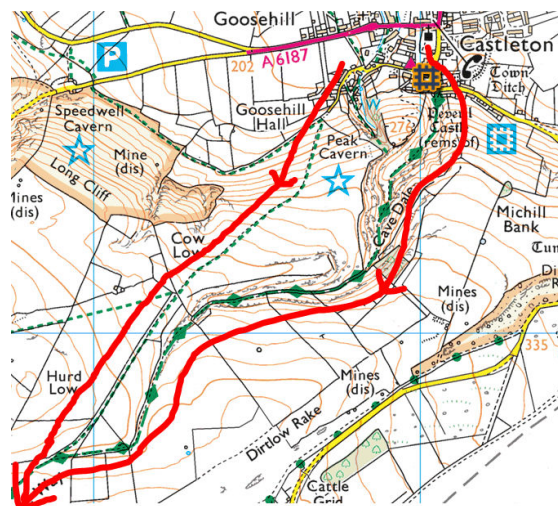 Goosehill
Castleton
P
202
A 6187
Town
Ditch
Goosehill
Hall
Speedwell
Cavern
Peveril
Castle
(rems of)
Mine
(dis)
Peak
Cavern
Long Cliff
Mines
(dis)
Cave Dale
Michill
Bank
Cow
Low
Mines
(dis)
335
Hurd
Low
Mines
(dis)
Dirtlow Rake
Cattle
Grid